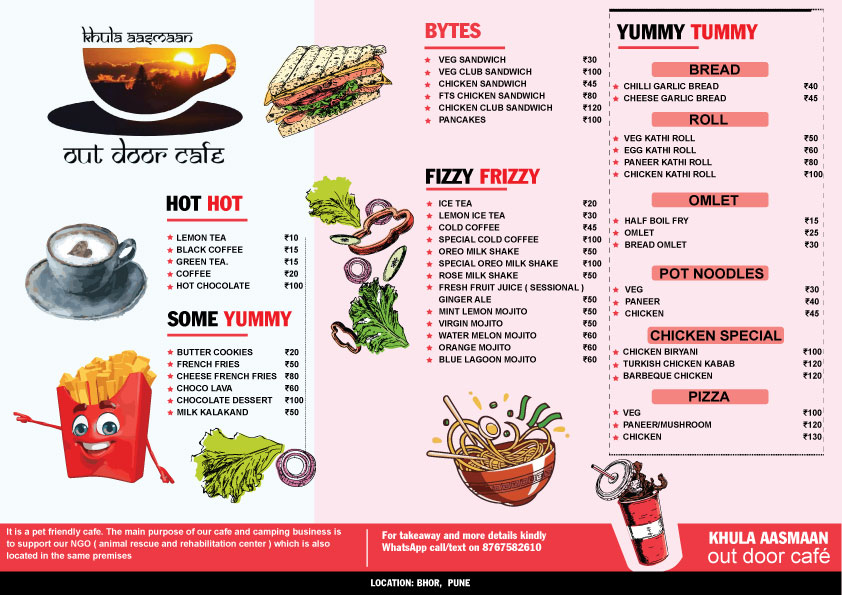 khula aasmaan
out door cafe
HOT HOT
LEMON TEA ₹10
BLACK COFFEE ₹15
GREEN TEA. ₹15
COFFEE ₹20
HOT CHOCOLATE ₹100
SOME YUMMY
BUTTER COOKIES ₹20
FRENCH FRIES ₹50
CHEESE FRENCH FRIES ₹80
CHOCO LAVA ₹60
CHOCOLATE DESSERT ₹100
MILK KALAKAND ₹50
BYTES
VEG SANDWICH ₹30
VEG CLUB SANDWICH ₹100
CHICKEN SANDWICH ₹45
FTS CHICKEN SANDWICH ₹80
CHICKEN CLUB SANDWICH ₹120
PANCAKES ₹100
FIZZY FRIZZY
ICE TEA ₹20
LEMON ICE TEA ₹30
COLD COFFEE ₹45
SPECIAL COLD COFFEE ₹100
OREO MILK SHAKE ₹50
SPECIAL OREO MILK SHAKE ₹100
ROSE MILK SHAKE ₹50
FRESH FRUIT JUICE ( SESSIONAL )
GINGER ALE ₹50
MINT LEMON MOJITO ₹50
VIRGIN MOJITO ₹50
WATER MELON MOJITO ₹60
ORANGE MOJITO ₹60
BLUE LAGOON MOJITO ₹60
YUMMY TUMMY
BREAD
CHILLI GARLIC BREAD ₹40
CHEESE GARLIC BREAD ₹45
ROLL
VEG KATHI ROLL ₹50
EGG KATHI ROLL ₹60
PANEER KATHI ROLL ₹80
CHICKEN KATHI ROLL ₹100
OMLET
HALF BOIL FRY ₹15
OMLET ₹25
BREAD OMLET ₹30
POT NOODLES
VEG ₹30
PANEER ₹40
CHICKEN ₹45
CHICKEN SPECIAL
CHICKEN BIRYANI ₹100
TURKISH CHICKEN KABAB ₹120
BARBEQUE CHICKEN ₹120
PIZZA
VEG ₹100
PANEER/MUSHROOM ₹120
CHICKEN ₹130
It is a pet friendly cafe. The main purpose of our cafe and camping business is
to support our NGO ( animal rescue and rehabilitation center ) which is also
located in the same premises
For takeaway and more details kindly
WhatsApp call/text on 8767582610
KHULA AASMAAN
out door café
LOCATION: BHOR, PUNE